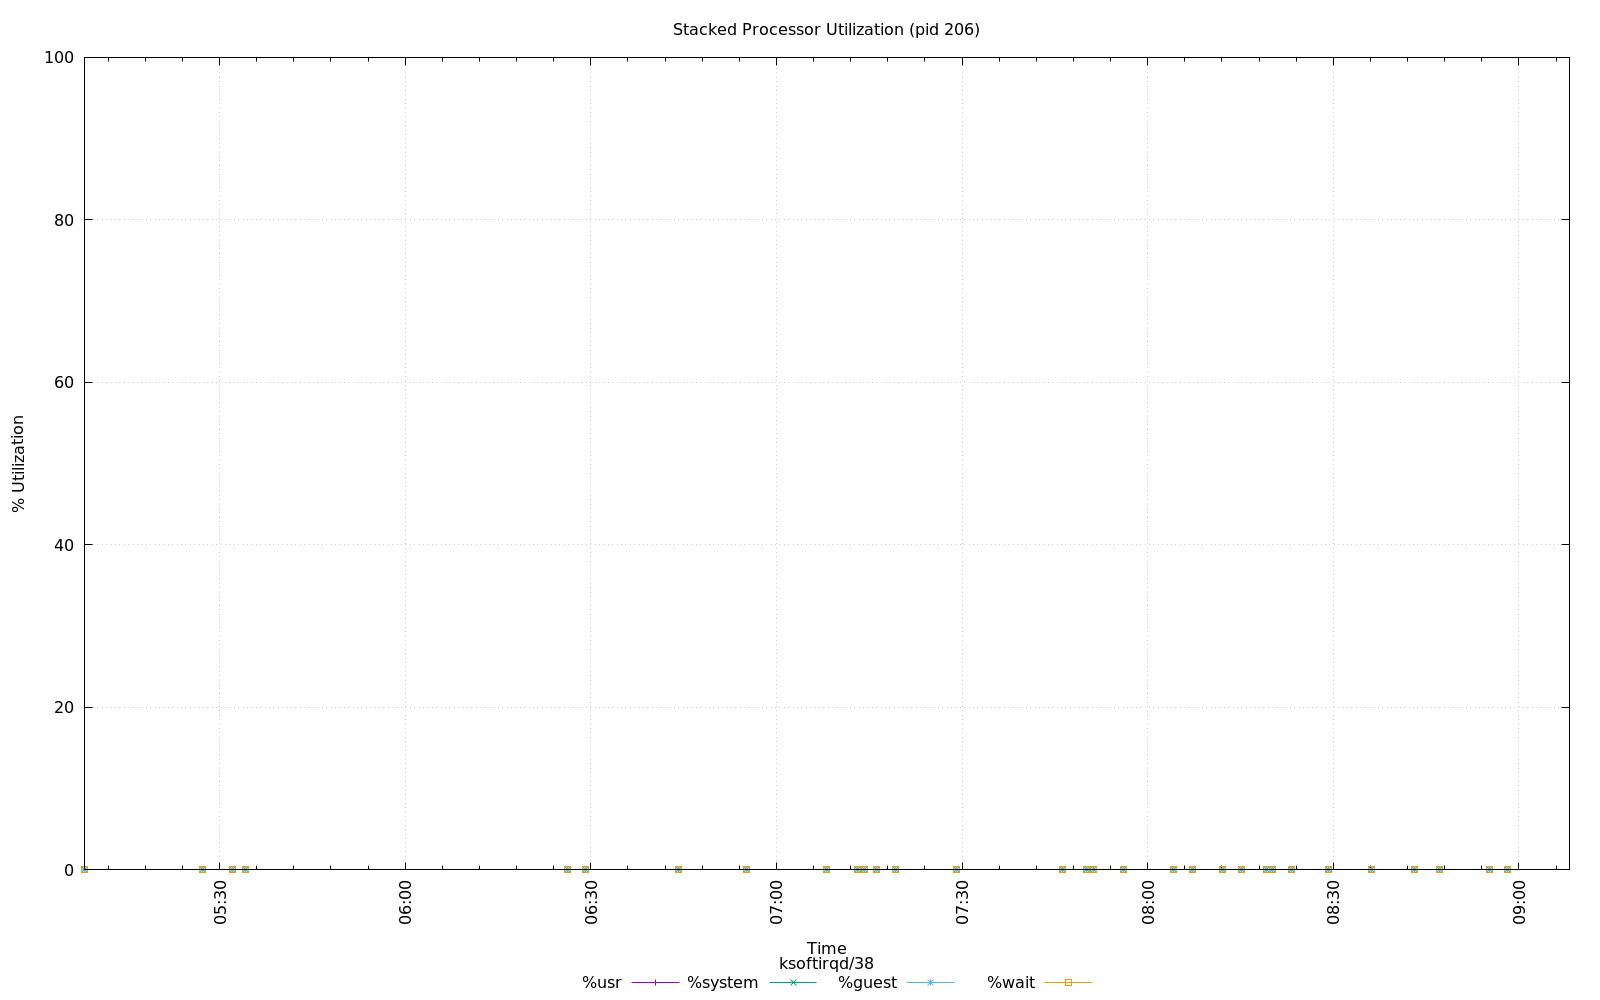 Stacked Processor Utilization (pid 206)
100
80
60
40
20
0
% Utilization
05:30 06:00 06:30 07:00 07:30 08:00 08:30 09:00
Time
ksoftirqd/38
%usr %system %guest %wait